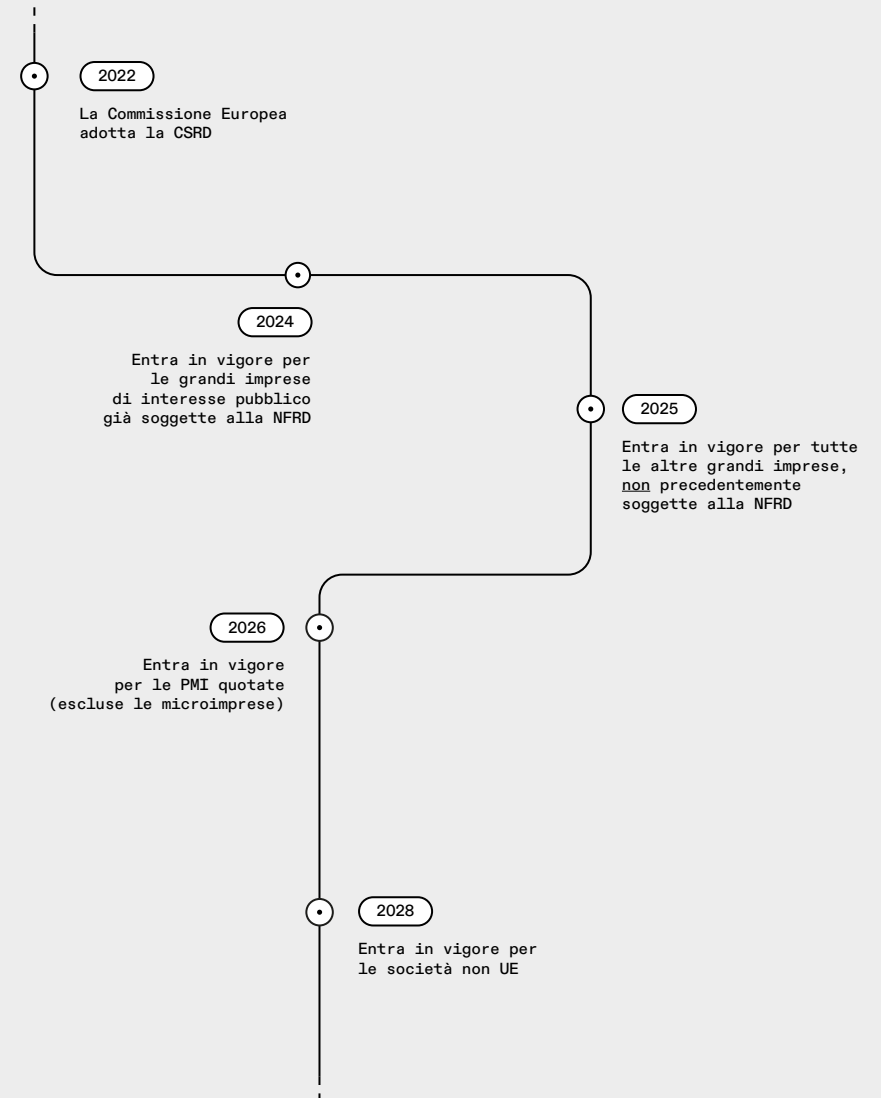 2022
La Commissione Europea
adotta la CSRD
2024
Entra in vigore per
le grandi imprese
di interesse pubblico
già soggette alla NFRD
2025
Entra in vigore per tutte
le altre grandi imprese,
non precedentemente
soggette alla NFRD
2026
Entra in vigore
per le PMI quotate
(escluse le microimprese)
2028
Entra in vigore per
le società non UE